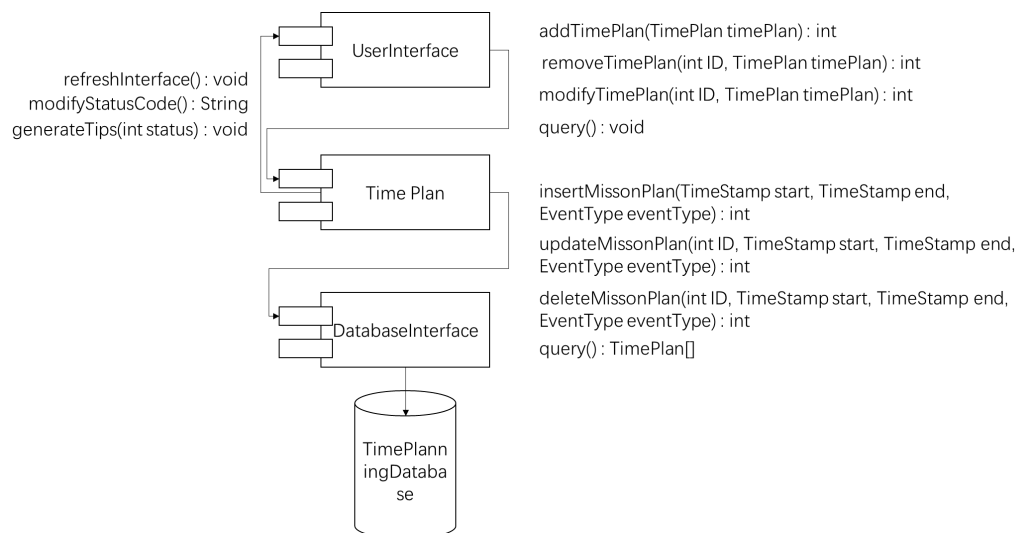 UserInterface
addTimePlan(TimePlan timePlan) : int
removeTimePlan(int ID, TimePlan timePlan) : int
modifyTimePlan(int ID, TimePlan timePlan) : int
query() : void
refreshInterface() : void
modifyStatusCode() : String
generateTips(int status) : void
Time Plan
insertMissonPlan(TimeStamp start, TimeStamp end,
EventType eventType) : int
updateMissonPlan(int ID, TimeStamp start, TimeStamp end,
EventType eventType) : int
deleteMissonPlan(int ID, TimeStamp start, TimeStamp end,
EventType eventType) : int
query() : TimePlan[]
DatabaseInterface
TimePlann
ingDataba
se